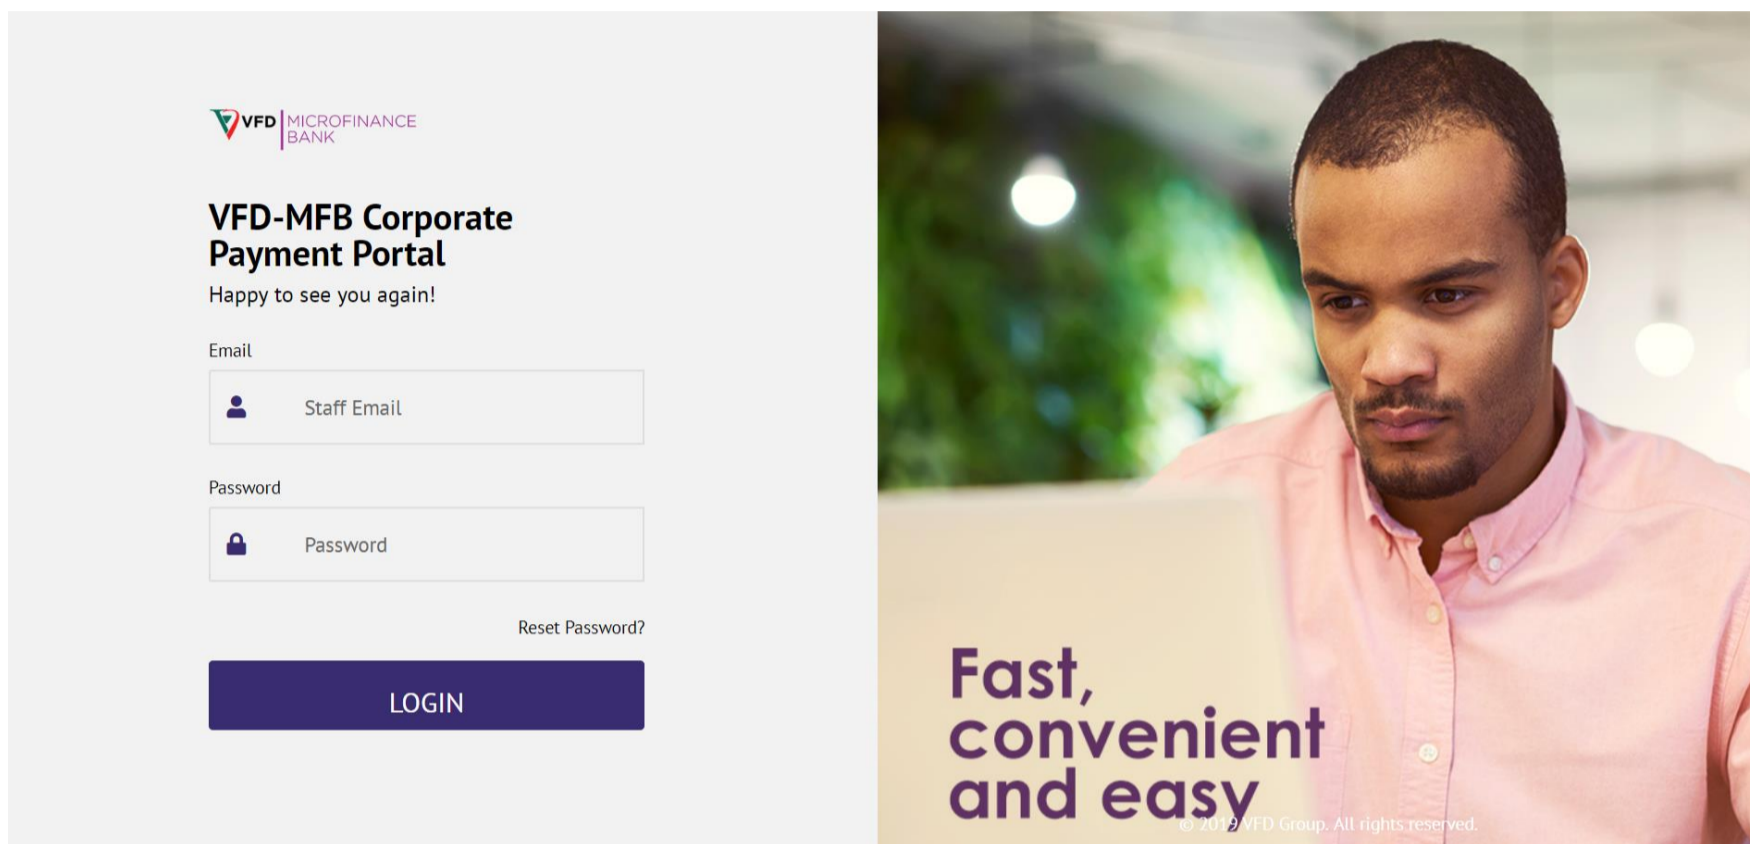 VFD MICROFINANCE
BANK
VFD-MFB Corporate
Payment Portal
Happy to see you again!
Email
Staff Email
Password
Password
Reset Password?
LOGIN
Fast,
convenient
and easy
© 2019 VFD Group. All rights reserved.